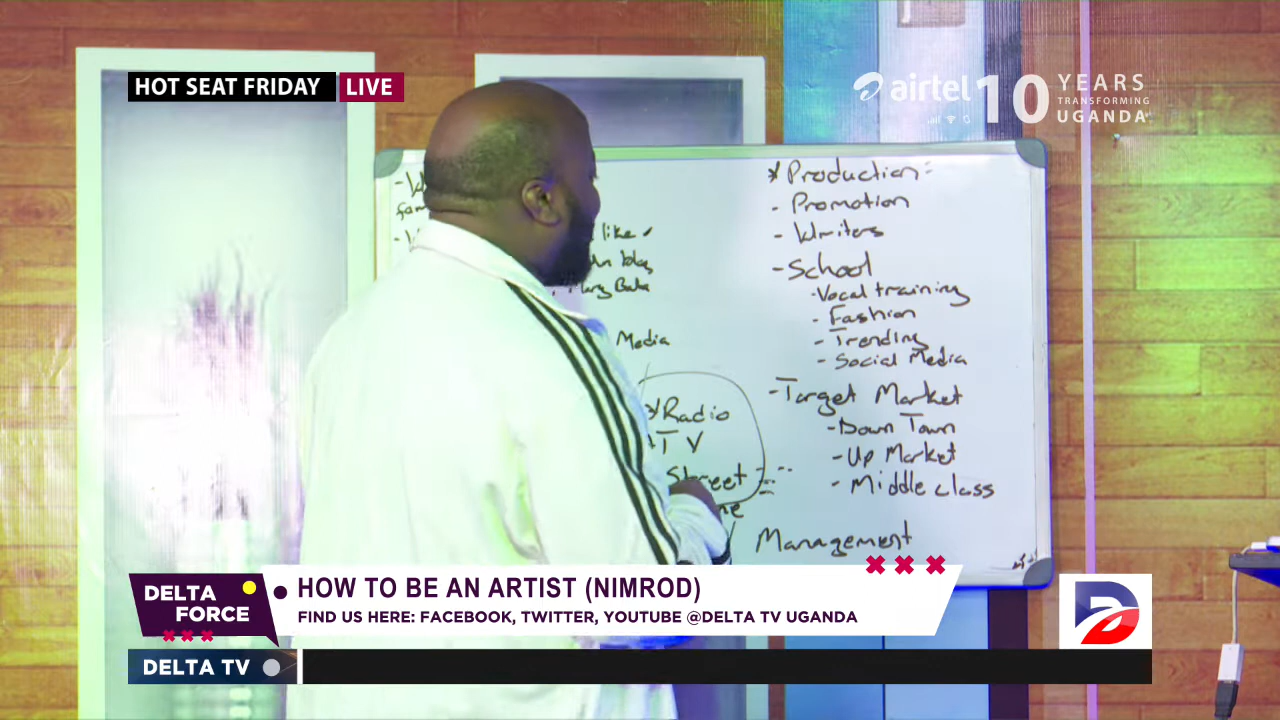 HOT SEAT FRIDAY LIVE
airtel 10 YEARS
TRANSFORMING
UGANDA
* Production:
- Promotion
- Writers
- School
- Vocal training
- Fashion
- Trending
- Social Media
- Target Market
- Down Town
- Up Market
- Middle class
Management
like
Media
* Radio
TV
Street
DELTA
FORCE
HOW TO BE AN ARTIST (NIMROD)
FIND US HERE: FACEBOOK, TWITTER, YOUTUBE @DELTA TV UGANDA
DELTA TV